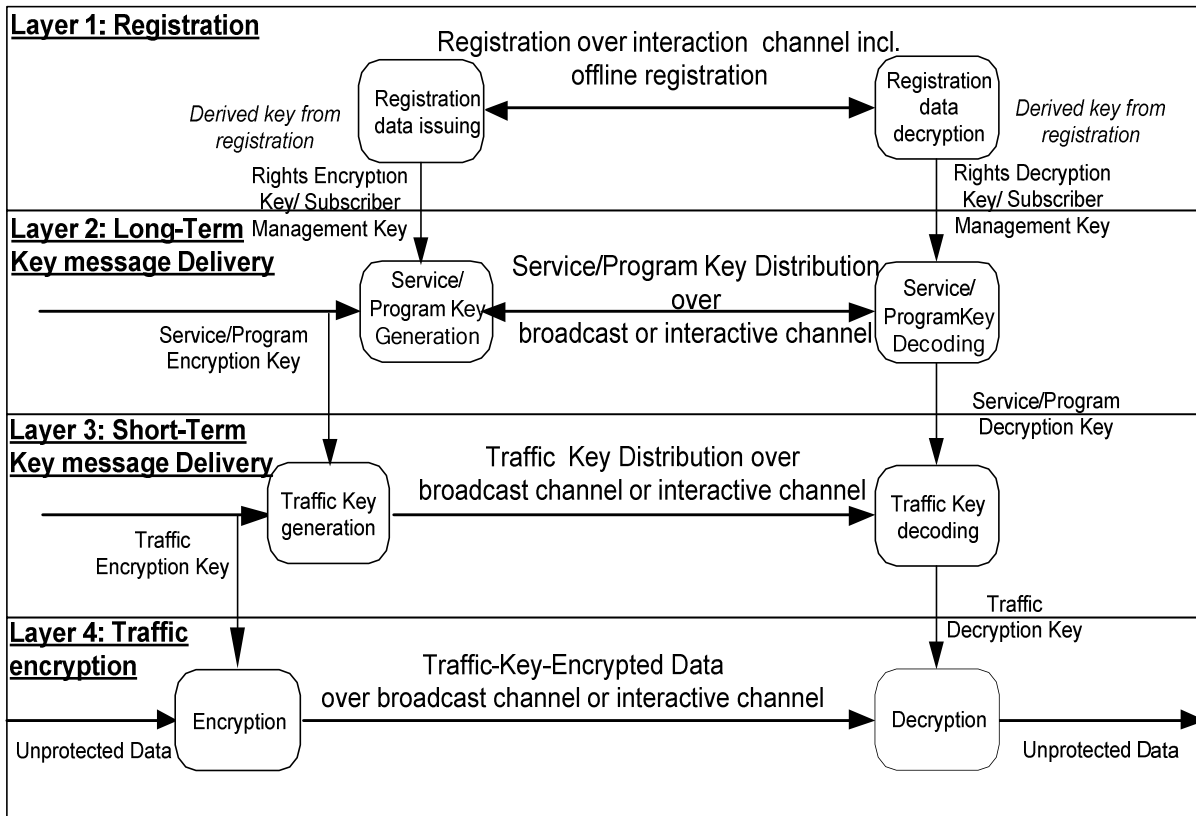 Layer 1: Registration
Registration over interaction channel incl.
offline registration
Registration
data issuing
Registration
data
decryption
Derived key from
registration
Derived key from
registration
Rights Encryption
Key/ Subscriber
Management Key
Rights Decryption
Key/ Subscriber
Management Key
Layer 2: Long-Term
Key message Delivery
Service/
Program Key
Generation
Service/Program Key Distribution
over
broadcast or interactive channel
Service/
ProgramKey
Decoding
Service/Program
Encryption Key
Service/Program
Decryption Key
Layer 3: Short-Term
Key message Delivery
Traffic Key
generation
Traffic Key Distribution over
broadcast channel or interactive channel
Traffic Key
decoding
Traffic
Encryption Key
Traffic
Decryption Key
Layer 4: Traffic
encryption
Encryption
Traffic-Key-Encrypted Data
over broadcast channel or interactive channel
Decryption
Unprotected Data
Unprotected Data